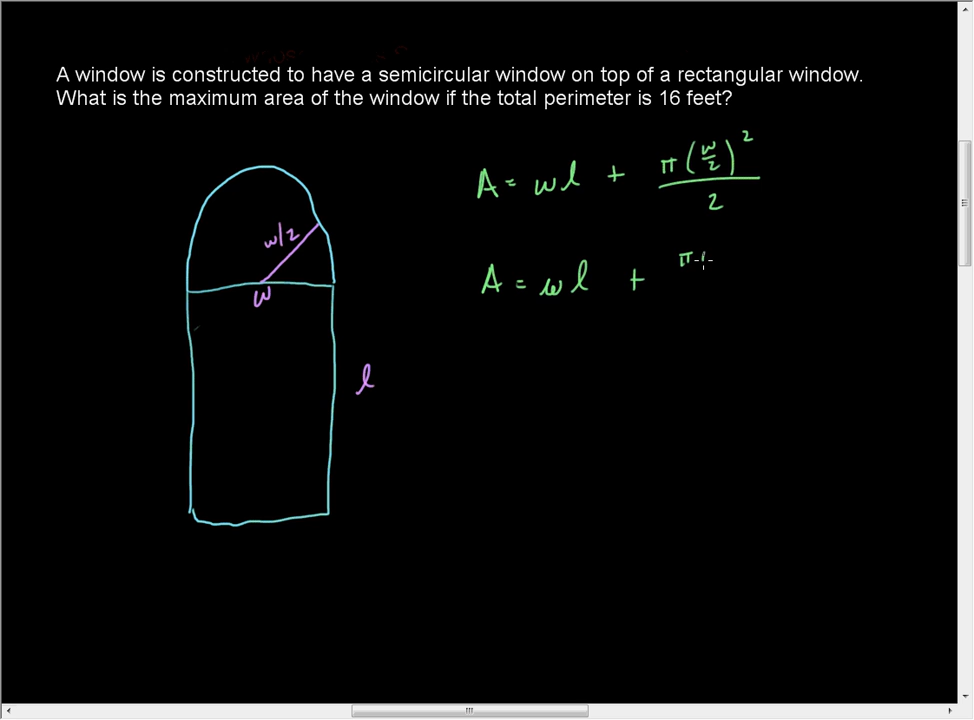 A window is constructed to have a semicircular window on top of a rectangular window.
What is the maximum area of the window if the total perimeter is 16 feet?
A = wl + π(w/2)^2 / 2
w/2
A = wl + π
w
l